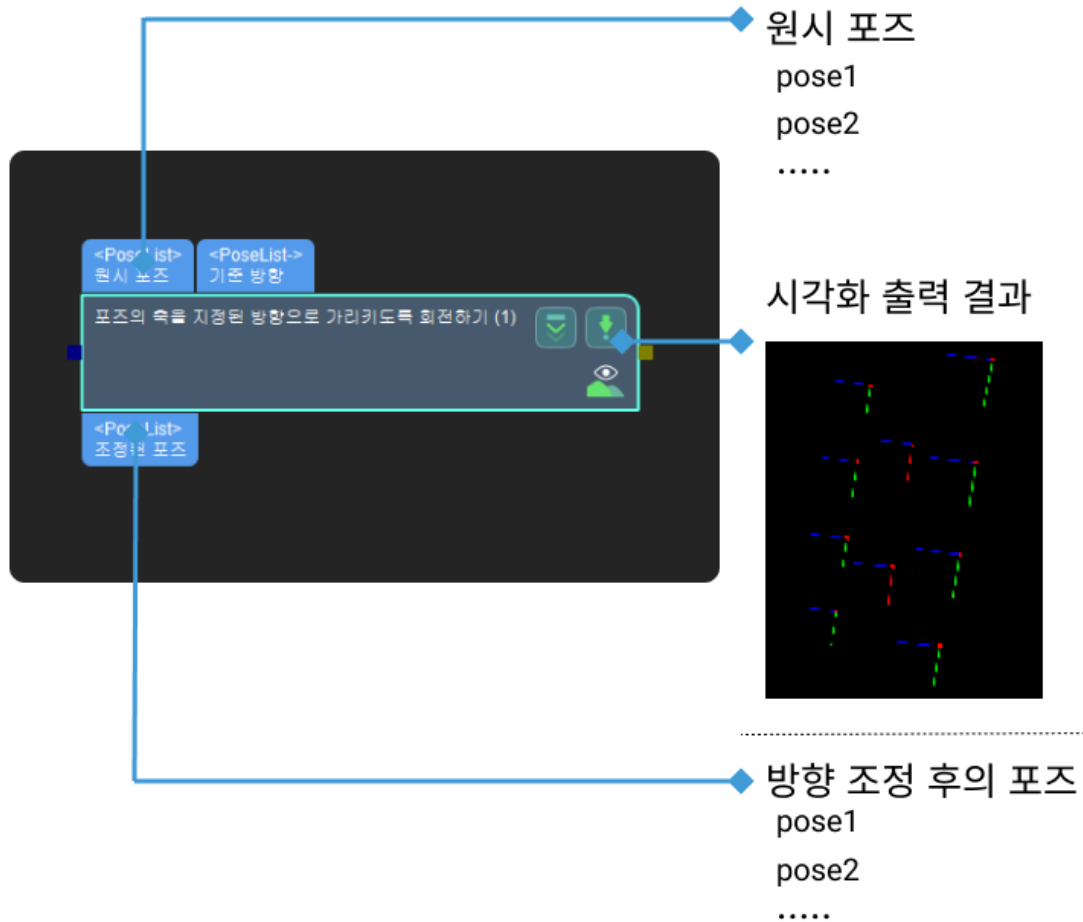 원시 포즈
pose1
pose2
.....
<PoseList>
원시 포즈
<PoseList->
기준 방향
포즈의 축을 지정된 방향으로 가리키도록 회전하기 (1)
<PoseList>
조정된 포즈
시각화 출력 결과
방향 조정 후의 포즈
pose1
pose2
.....